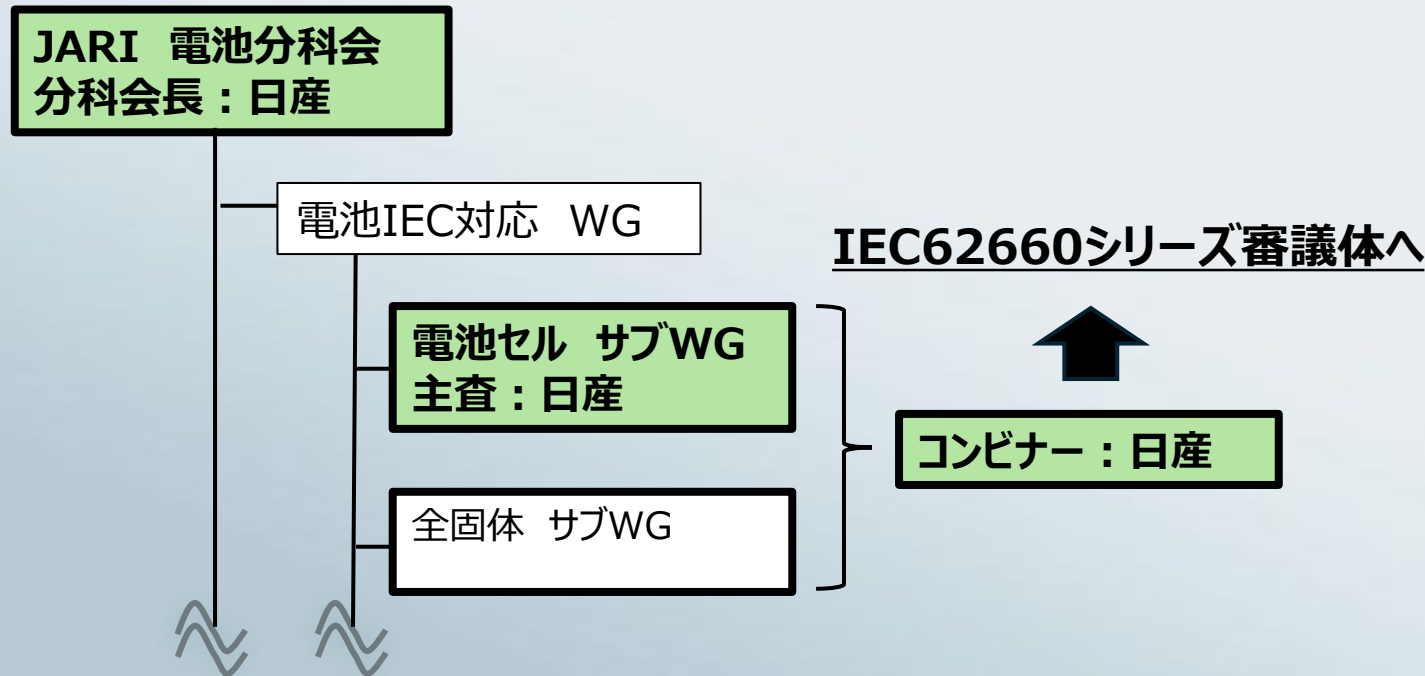 JARI 電池分科会
分科会長：日産
電池IEC対応 WG
IEC62660シリーズ審議体へ
電池セル サブWG
主査：日産
コンビナー：日産
全固体 サブWG